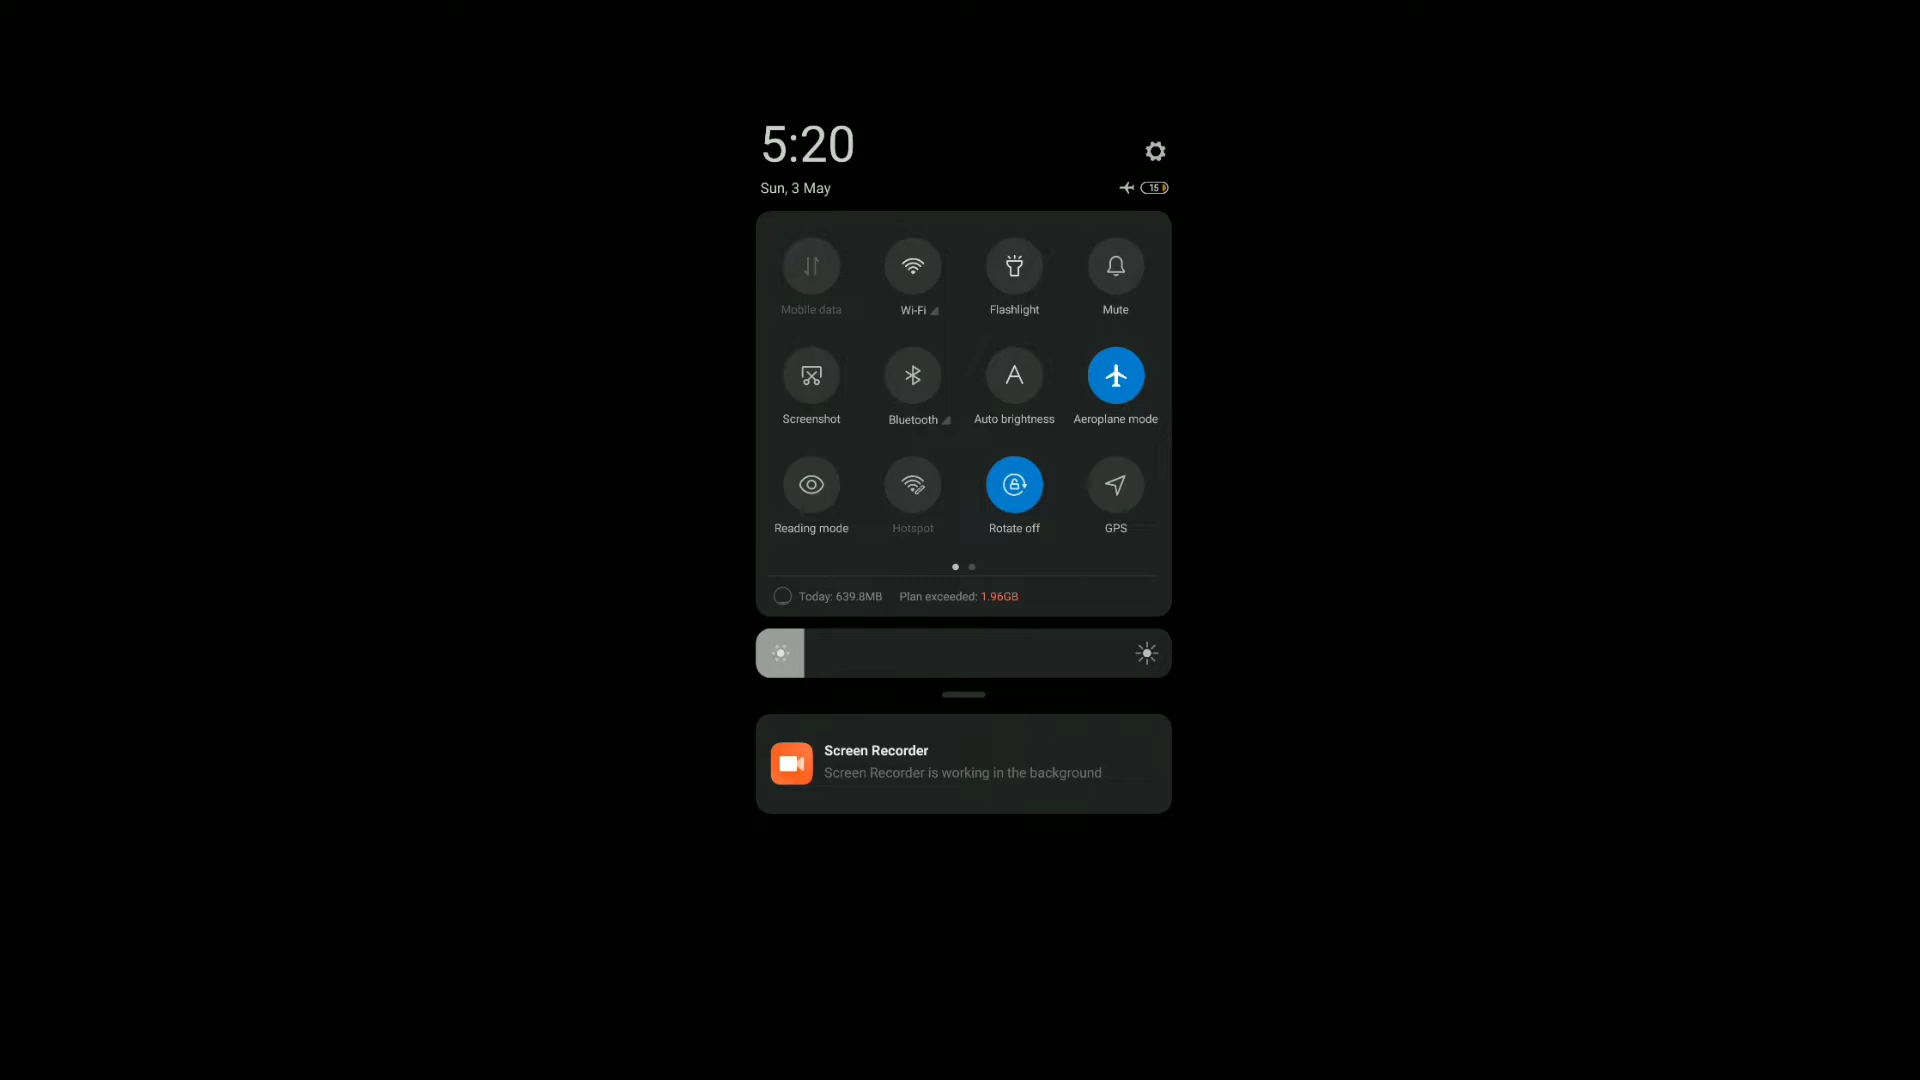 5:20
Sun, 3 May
15
Mobile data
Wi-Fi
Flashlight
Mute
Screenshot
Bluetooth
A
Auto brightness
Aeroplane mode
Reading mode
Hotspot
Rotate off
GPS
Today: 639.8MB Plan exceeded: 1.96GB
Screen Recorder
Screen Recorder is working in the background